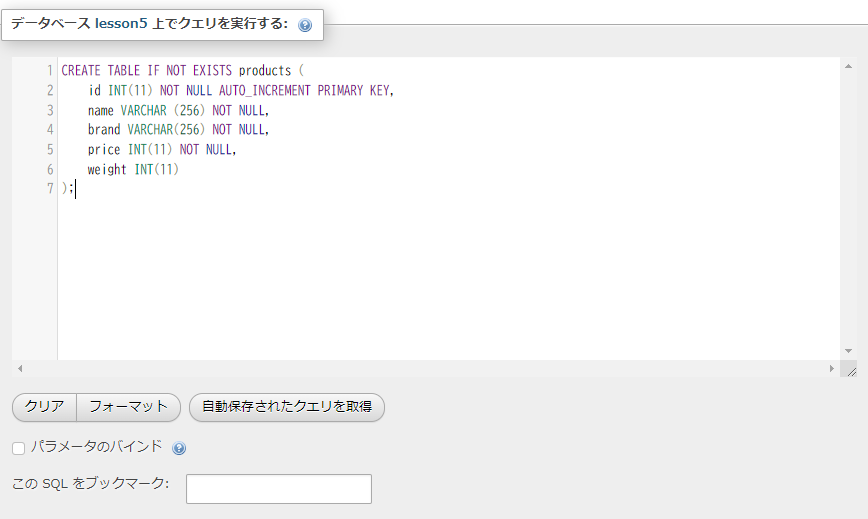 データベース lesson5 上でクエリを実行する:
1 CREATE TABLE IF NOT EXISTS products (
2     id INT(11) NOT NULL AUTO_INCREMENT PRIMARY KEY,
3     name VARCHAR (256) NOT NULL,
4     brand VARCHAR(256) NOT NULL,
5     price INT(11) NOT NULL,
6     weight INT(11)
7 );
クリア フォーマット 自動保存されたクエリを取得
パラメータのバインド
この SQL をブックマーク: